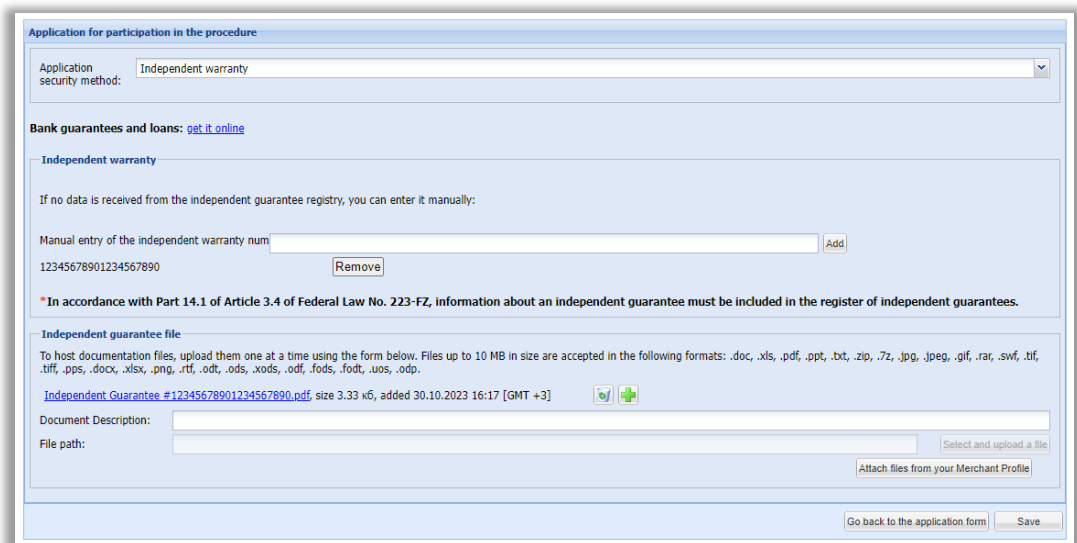 Application for participation in the procedure
Application
security method:
Independent warranty
Bank guarantees and loans: get it online
Independent warranty
If no data is received from the independent guarantee registry, you can enter it manually:
Manual entry of the independent warranty num
Add
12345678901234567890
Remove
*In accordance with Part 14.1 of Article 3.4 of Federal Law No. 223-FZ, information about an independent guarantee must be included in the register of independent guarantees.
Independent guarantee file
To host documentation files, upload them one at a time using the form below. Files up to 10 MB in size are accepted in the following formats: .doc, .xls, .pdf, .ppt, .txt, .zip, .7z, .jpg, .jpeg, .gif, .rar, .swf, .tif,
.tiff, .pps, .docx, .xlsx, .png, .rtf, .odt, .ods, .xods, .odf, .fods, .fodt, .uos, .odp.
Independent Guarantee #12345678901234567890.pdf, size 3.33 кб, added 30.10.2023 16:17 [GMT +3]
Document Description:
File path:
Select and upload a file
Attach files from your Merchant Profile
Go back to the application form
Save